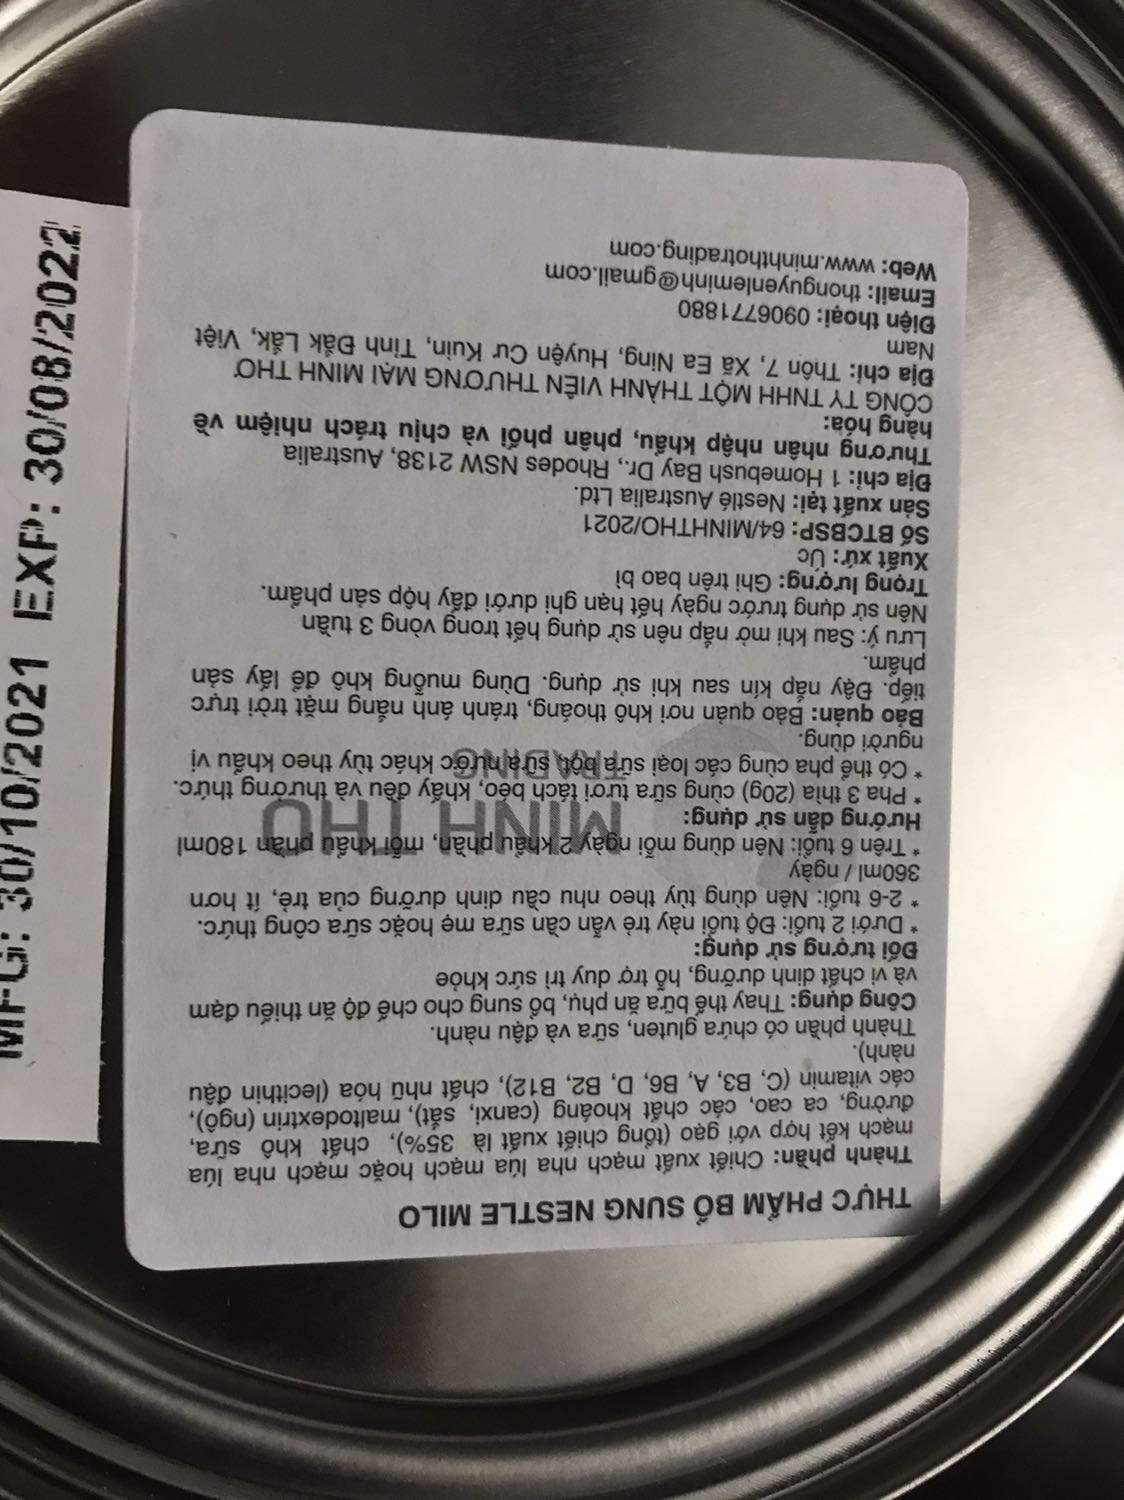 THỰC PHẨM BỔ SUNG NESTLE MILO
Thành phần: Chiết xuất mạch nha lúa mạch hoặc mạch nha lúa
mạch kết hợp với gạo (tổng chiết xuất là 35%), chất khô sữa,
đường, ca cao, các chất khoáng (canxi, sắt), maltodextrin (ngô),
các vitamin (C, B3, A, B6, D, B2, B12), chất nhũ hóa (lecithin đậu
nành).
Thành phần có chứa gluten, sữa và đậu nành.
Công dụng: Thay thế bữa ăn phụ, bổ sung cho chế độ ăn thiếu đạm
và vi chất dinh dưỡng, hỗ trợ duy trì sức khỏe
Đối tượng sử dụng:
* Dưới 2 tuổi: Độ tuổi này trẻ vẫn cần sữa mẹ hoặc sữa công thức.
* 2-6 tuổi: Nên dùng tùy theo nhu cầu dinh dưỡng của trẻ, ít hơn
360ml / ngày
* Trên 6 tuổi: Nên dùng mỗi ngày 2 khẩu phần, mỗi khẩu phần 180ml
Hướng dẫn sử dụng:
* Pha 3 thìa (20g) cùng sữa tươi tách béo, khấy đều và thưởng thức.
* Có thể pha cùng các loại sữa bột, sữa nước khác tùy theo khẩu vị
người dùng.
Bảo quản: Bảo quản nơi khô thoáng, tránh ánh nắng mặt trời trực
tiếp. Đậy nắp kín sau khi sử dụng. Dùng muỗng khô để lấy sản
phẩm.
Lưu ý: Sau khi mở nắp nên sử dụng hết trong vòng 3 tuần
Nên sử dụng trước ngày hết hạn ghi dưới đáy hộp sản phẩm.
Trọng lượng: Ghi trên bao bì
Xuất xứ: Úc
Số BTCBSP: 64/MINHTHO/2021
Sản xuất tại: Nestlé Australia Ltd.
Địa chỉ: 1 Homebush Bay Dr., Rhodes NSW 2138, Australia
Thương nhân nhập khẩu, phân phối và chịu trách nhiệm về
hàng hóa:
CÔNG TY TNHH MỘT THÀNH VIÊN THƯƠNG MẠI MINH THƠ
Địa chỉ: Thôn 7, Xã Ea Ning, Huyện Cư Kuin, Tỉnh Đắk Lắk, Việt
Nam
Điện thoại: 0906771880
Email: thonguyenleminh@gmail.com
Web: www.minhthotrading.com
MINH THO
TRADING
MFG: 30/10/2021 EXP: 30/08/2022